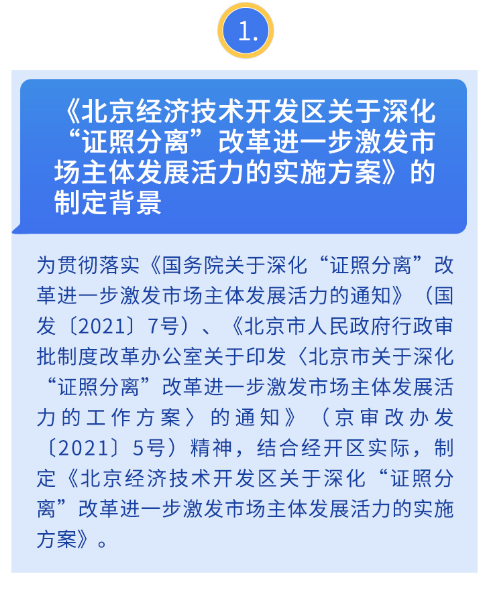 1.
《北京经济技术开发区关于深化
“证照分离”改革进一步激发市
场主体发展活力的实施方案》的
制定背景
为贯彻落实《国务院关于深化“证照分离”改
革进一步激发市场主体发展活力的通知》（国
发〔2021〕7号）、《北京市人民政府行政审
批制度改革办公室关于印发〈北京市关于深化
“证照分离”改革进一步激发市场主体发展活
力的工作方案〉的通知》（京审改办发
〔2021〕5号）精神，结合经开区实际，制
定《北京经济技术开发区关于深化“证照分
离”改革进一步激发市场主体发展活力的实施
方案》。